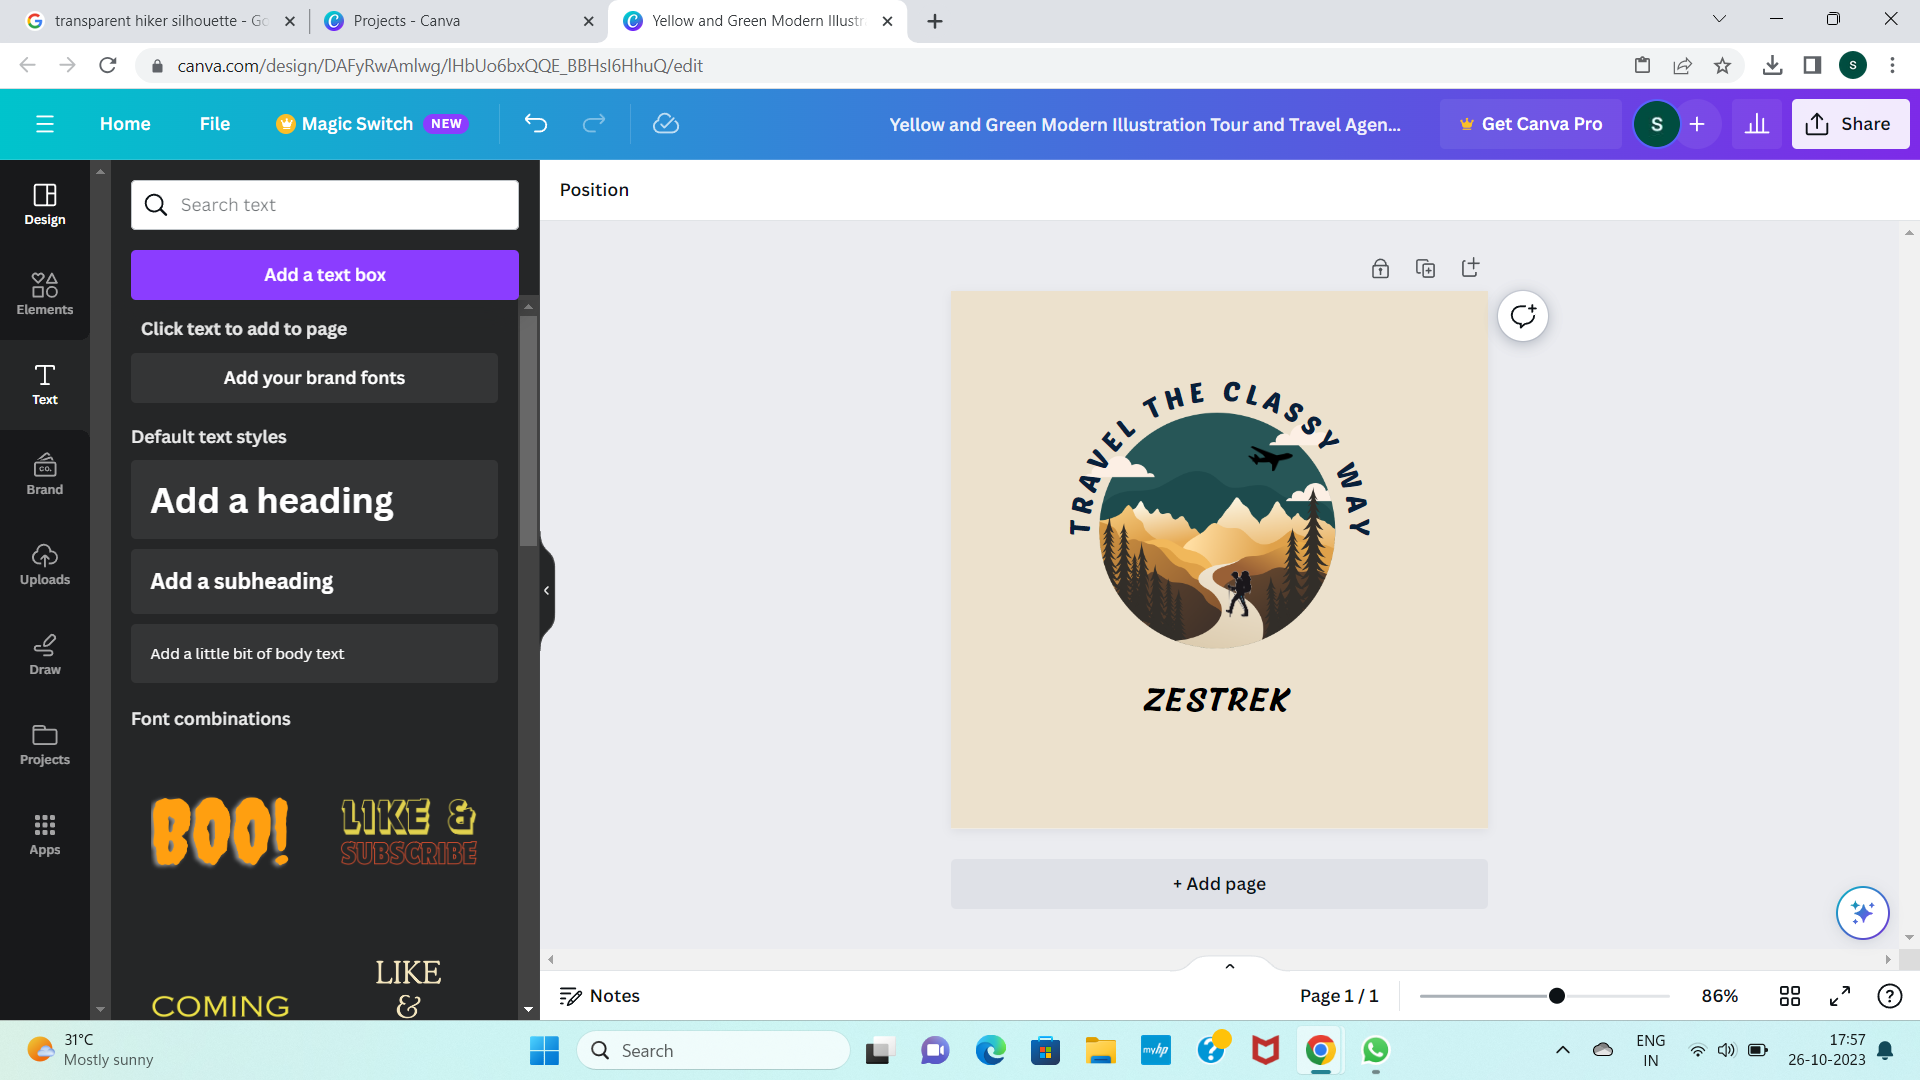 transparent hiker silhouette - Go
Projects - Canva
Yellow and Green Modern Illustr
canva.com/design/DAFyRwAmlwg/lHbUo6bxQQE_BBHsI6HhuQ/edit
S
Home
File
Magic Switch
NEW
Yellow and Green Modern Illustration Tour and Travel Agen...
Get Canva Pro
S
Share
Design
Elements
Text
Brand
CO.
Uploads
Draw
Projects
Apps
Search text
Add a text box
Click text to add to page
Add your brand fonts
Default text styles
Add a heading
Add a subheading
Add a little bit of body text
Font combinations
BOO!
LIKE &
SUBSCRIBE
COMING
LIKE
&
Position
TRAVEL THE CLASSY WAY
ZESTREK
+ Add page
Notes
Page 1 / 1
86%
31°C
Mostly sunny
Search
myhp
ENG
IN
17:57
26-10-2023